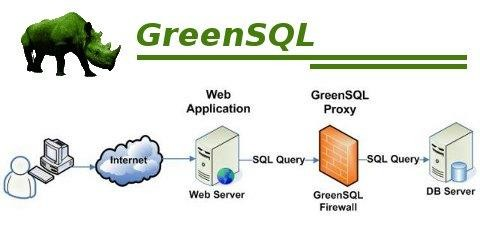 GreenSQL
Web
Application
GreenSQL
Proxy
Internet
SQL Query
SQL Query
Web Server
GreenSQL
Firewall
DB Server